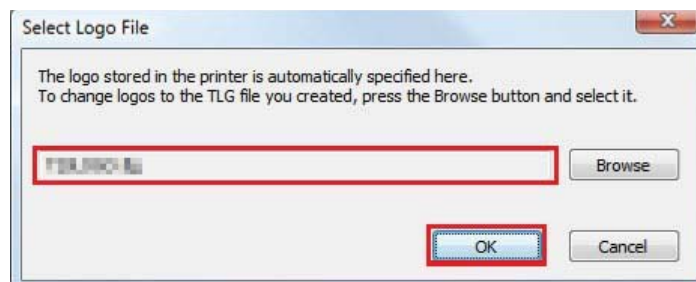 Select Logo File
The logo stored in the printer is automatically specified here.
To change logos to the TLG file you created, press the Browse button and select it.
Browse
OK
Cancel